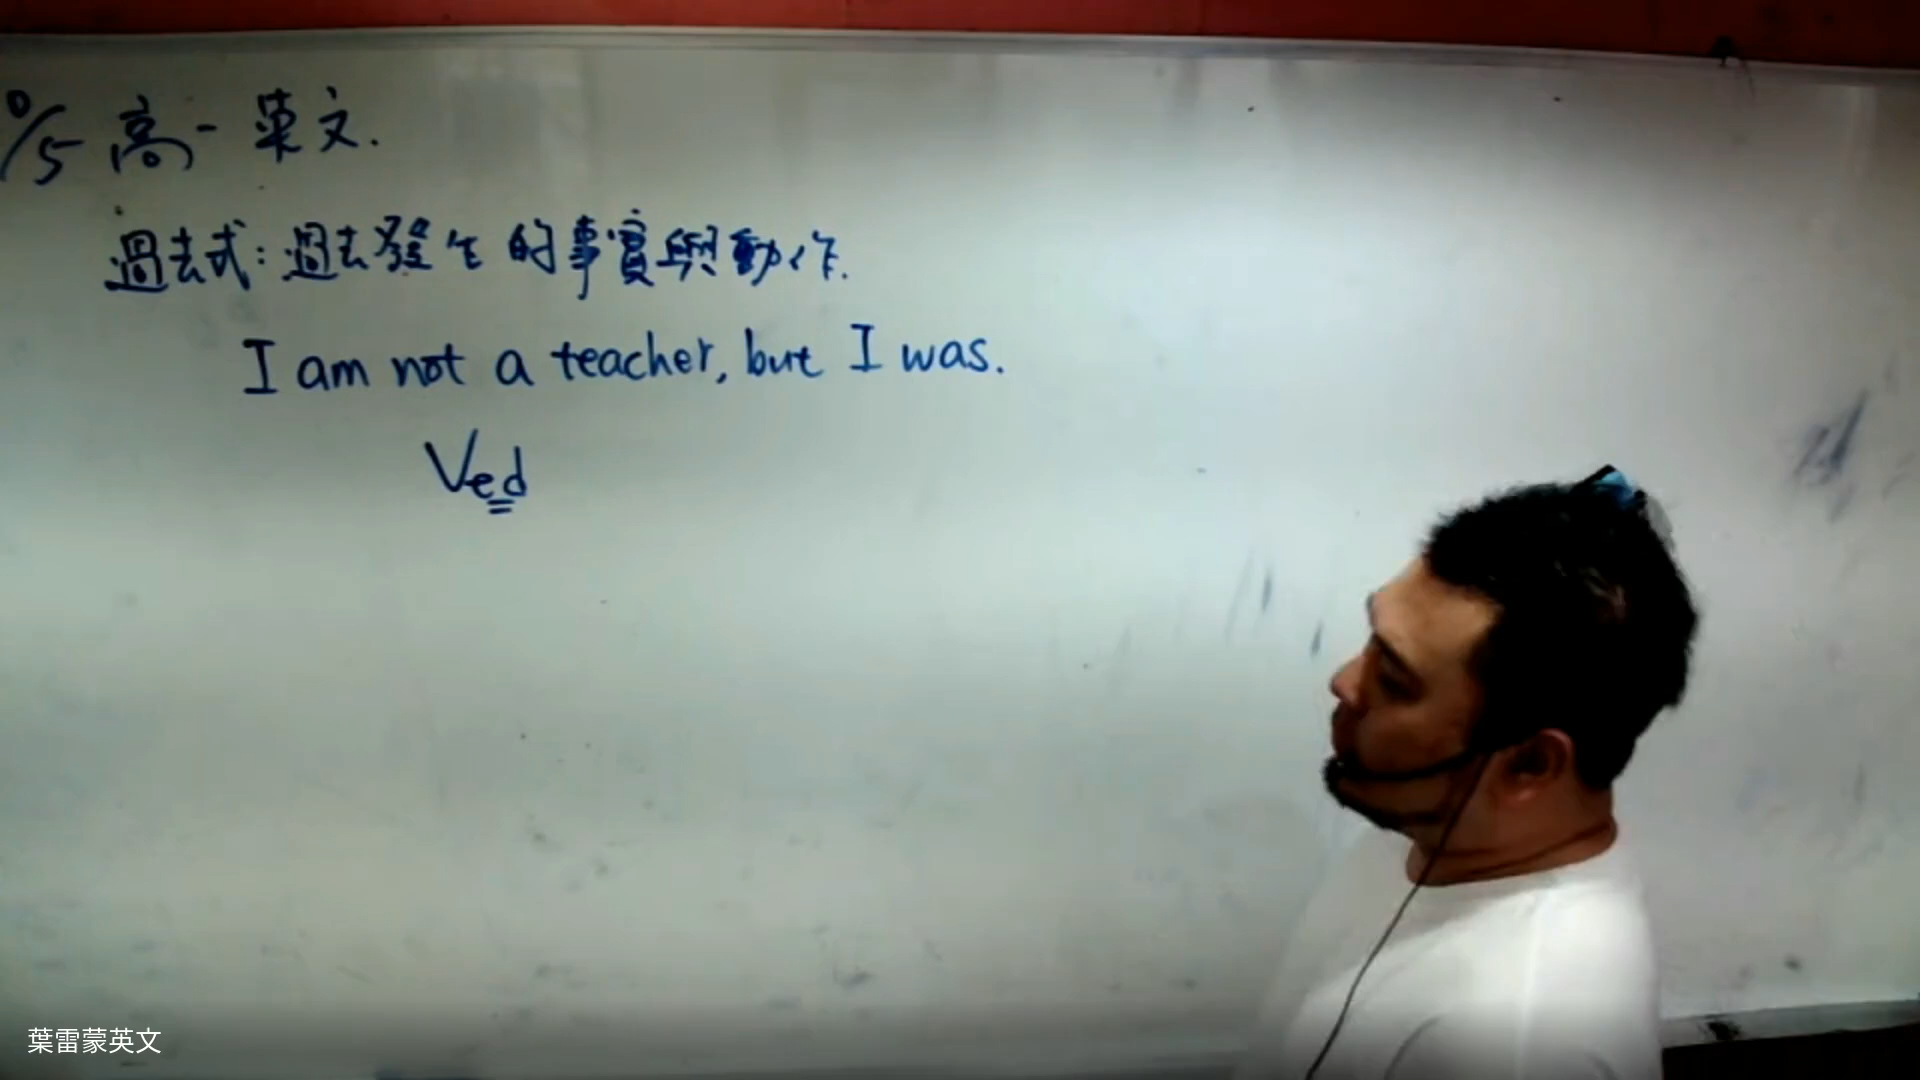 0/5 高一英文.
過去式:過去發生的事實與動作.
I am not a teacher, but I was.
Ved
葉雷蒙英文